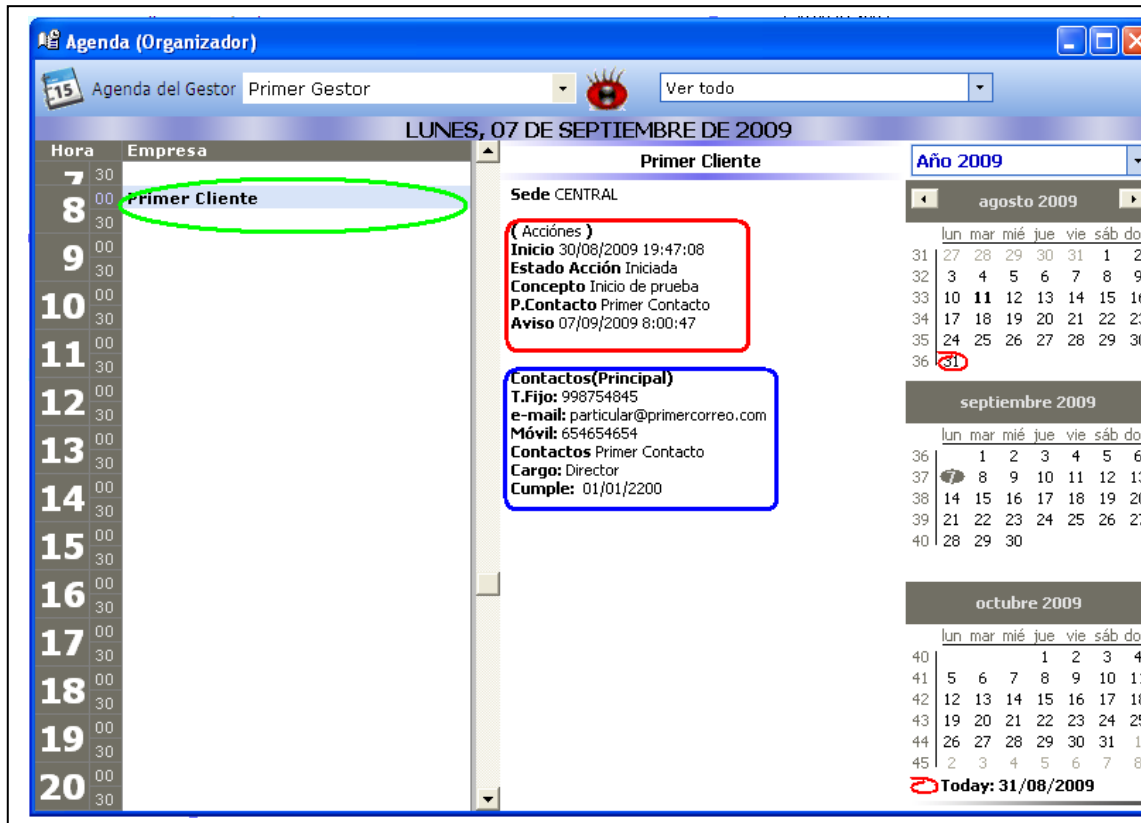 Agenda (Organizador)
15 Agenda del Gestor Primer Gestor Ver todo
LUNES, 07 DE SEPTIEMBRE DE 2009
Hora Empresa
7 30
8 00 Primer Cliente
30
9 00
30
10 00
30
11 00
30
12 00
30
13 00
30
14 00
30
15 00
30
16 00
30
17 00
30
18 00
30
19 00
30
20 00
30
Primer Cliente
Sede CENTRAL
( Acciónes )
Inicio 30/08/2009 19:47:08
Estado Acción Iniciada
Concepto Inicio de prueba
P.Contacto Primer Contacto
Aviso 07/09/2009 8:00:47
Contactos(Principal)
T.Fijo: 998754845
e-mail: particular@primercorreo.com
Móvil: 654654654
Contactos Primer Contacto
Cargo: Director
Cumple: 01/01/2200
Año 2009
agosto 2009
lun mar mié jue vie sáb do
31 27 28 29 30 31 1 2
32 3 4 5 6 7 8 9
33 10 11 12 13 14 15
34 17 18 19 20 21 22
35 24 25 26 27 28 29
36 31
septiembre 2009
lun mar mié jue vie sáb do
36 1 2 3 4 5 6
37 7 8 9 10 11 12
38 14 15 16 17 18 19
39 21 22 23 24 25 26
40 28 29 30
octubre 2009
lun mar mié jue vie sáb do
40 1 2 3 4
41 5 6 7 8 9 10
42 12 13 14 15 16 17
43 19 20 21 22 23 24
44 26 27 28 29 30 31 1
45 2 3 4 5 6 7 8
Today: 31/08/2009